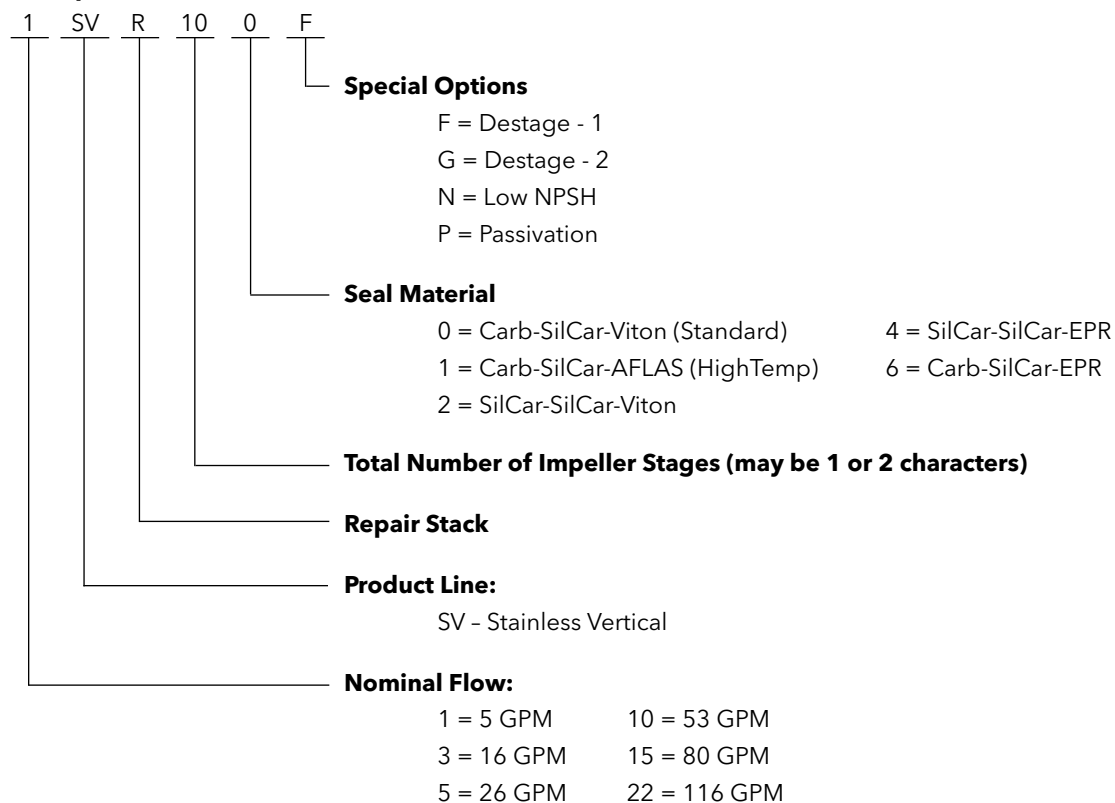 1 SV R 10 0 F
Special Options
F = Destage - 1
G = Destage - 2
N = Low NPSH
P = Passivation
Seal Material
0 = Carb-SilCar-Viton (Standard) 4 = SilCar-SilCar-EPR
1 = Carb-SilCar-AFLAS (HighTemp) 6 = Carb-SilCar-EPR
2 = SilCar-SilCar-Viton
Total Number of Impeller Stages (may be 1 or 2 characters)
Repair Stack
Product Line:
SV – Stainless Vertical
Nominal Flow:
1 = 5 GPM 10 = 53 GPM
3 = 16 GPM 15 = 80 GPM
5 = 26 GPM 22 = 116 GPM